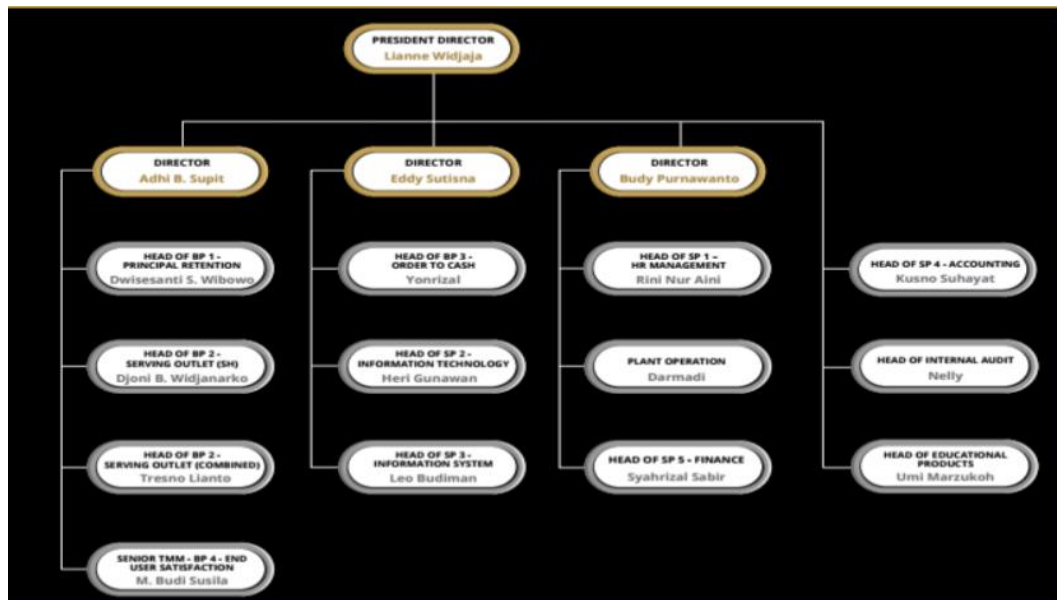 PRESIDENT DIRECTOR
Lianne Widjaja
DIRECTOR
Adhi B. Supit
DIRECTOR
Eddy Sutisna
DIRECTOR
Budy Purnawanto
HEAD OF BP 1 -
PRINCIPAL RETENTION
Dwisesanti S. Wibowo
HEAD OF BP 3 -
ORDER TO CASH
Yonrizal
HEAD OF SP 1 –
HR MANAGEMENT
Rini Nur Aini
HEAD OF SP 4 - ACCOUNTING
Kusno Suhayat
HEAD OF BP 2 -
SERVING OUTLET (SH)
Djoni B. Widjanarko
HEAD OF SP 2 -
INFORMATION TECHNOLOGY
Heri Gunawan
PLANT OPERATION
Darmadi
HEAD OF INTERNAL AUDIT
Nelly
HEAD OF BP 2 -
SERVING OUTLET (COMBINED)
Tresno Lianto
HEAD OF SP 3 -
INFORMATION SYSTEM
Leo Budiman
HEAD OF SP 5 - FINANCE
Syahrizal Sabir
HEAD OF EDUCATIONAL
PRODUCTS
Umi Marzukoh
SENIOR TMM - BP 4 - END
USER SATISFACTION
M. Budi Susila